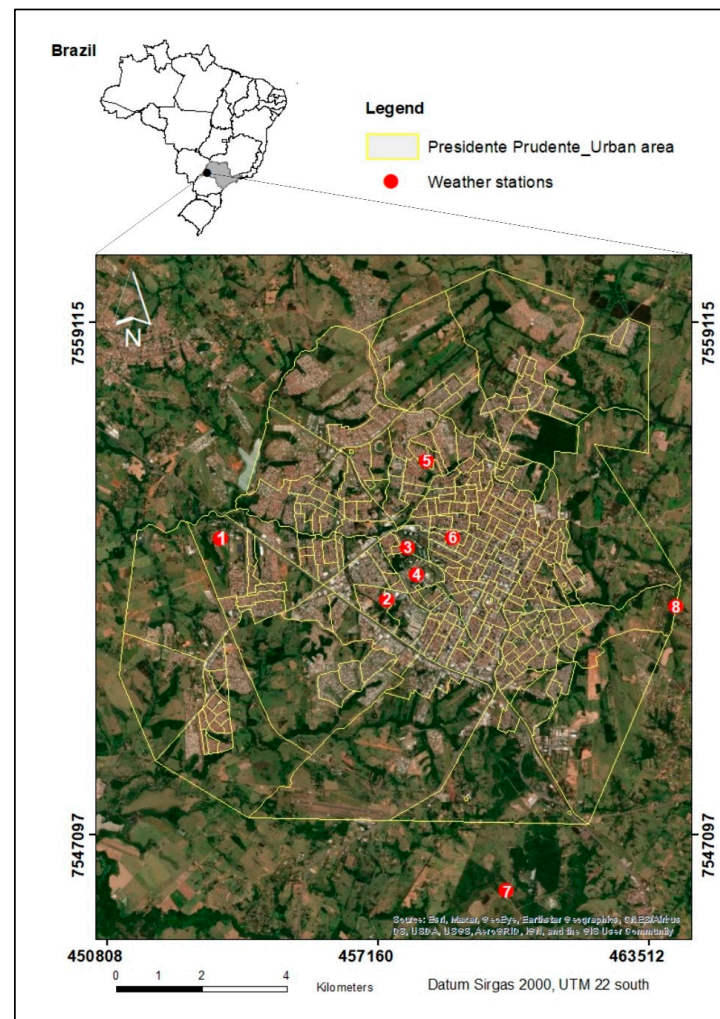 Brazil
Legend
Presidente Prudente_Urban area
Weather stations
N
7559115
7559115
5
1
3
6
4
2
8
7547097
7547097
7
Source: Esri, Maxar, GeoEye, Earthstar Geographics, CNES/Airbus
DS, USDA, USGS, AeroGRID, IGN, and the GIS User Community
450808
457160
463512
0 1 2 4
Kilometers
Datum Sirgas 2000, UTM 22 south